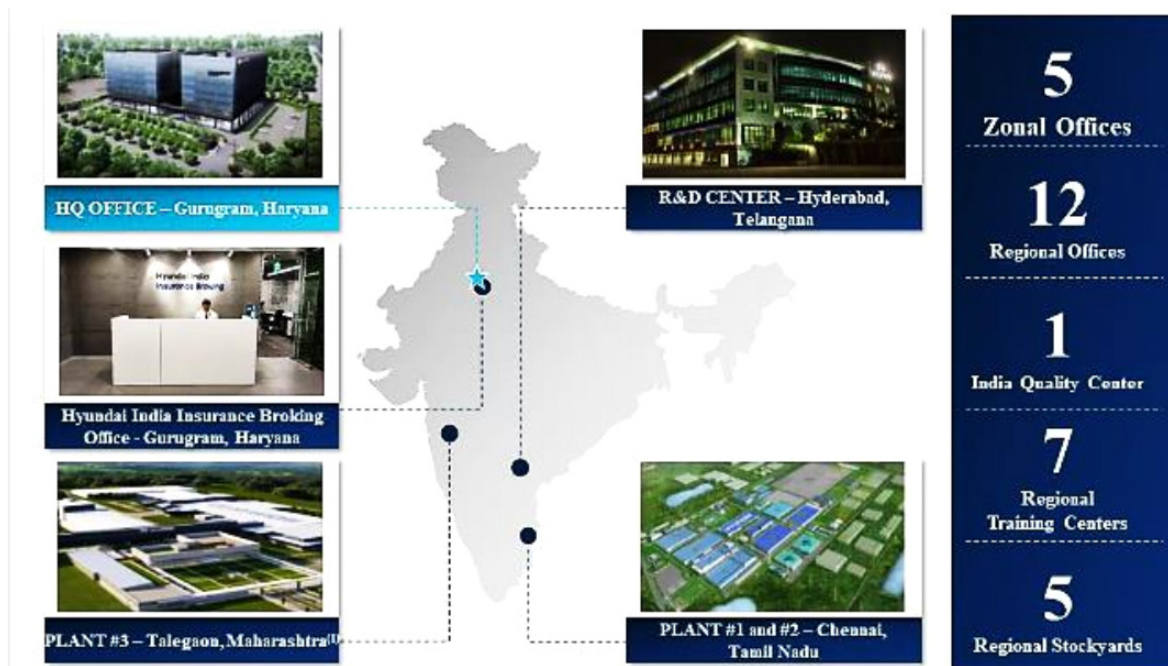 HQ OFFICE – Gurugram, Haryana
Hyundai India
Insurance Broking
Hyundai India Insurance Broking
Office - Gurugram, Haryana
PLANT #3 – Talegaon, Maharashtra(1)
R&D CENTER – Hyderabad,
Telangana
PLANT #1 and #2 – Chennai,
Tamil Nadu
5
Zonal Offices
12
Regional Offices
1
India Quality Center
7
Regional
Training Centers
5
Regional Stockyards